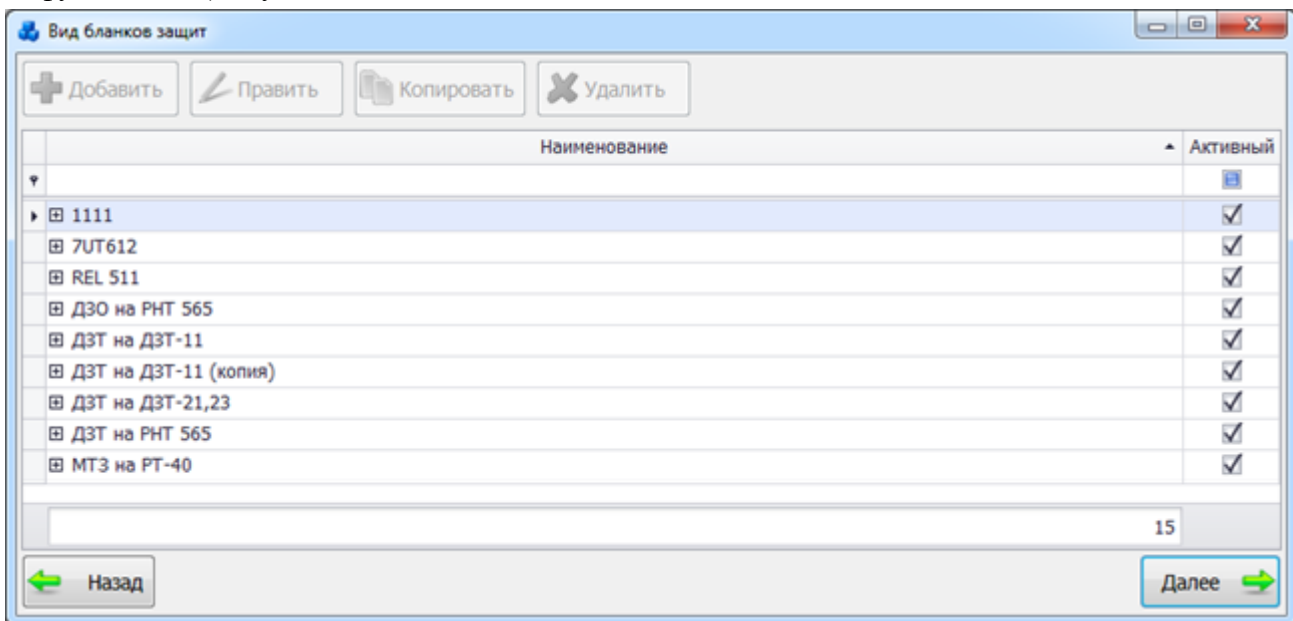 Вид бланков защит
Добавить Править Копировать Удалить
Наименование Активный
1111
7UT612
REL 511
ДЗО на РНТ 565
ДЗТ на ДЗТ-11
ДЗТ на ДЗТ-11 (копия)
ДЗТ на ДЗТ-21,23
ДЗТ на РНТ 565
МТЗ на РТ-40
15
Назад Далее